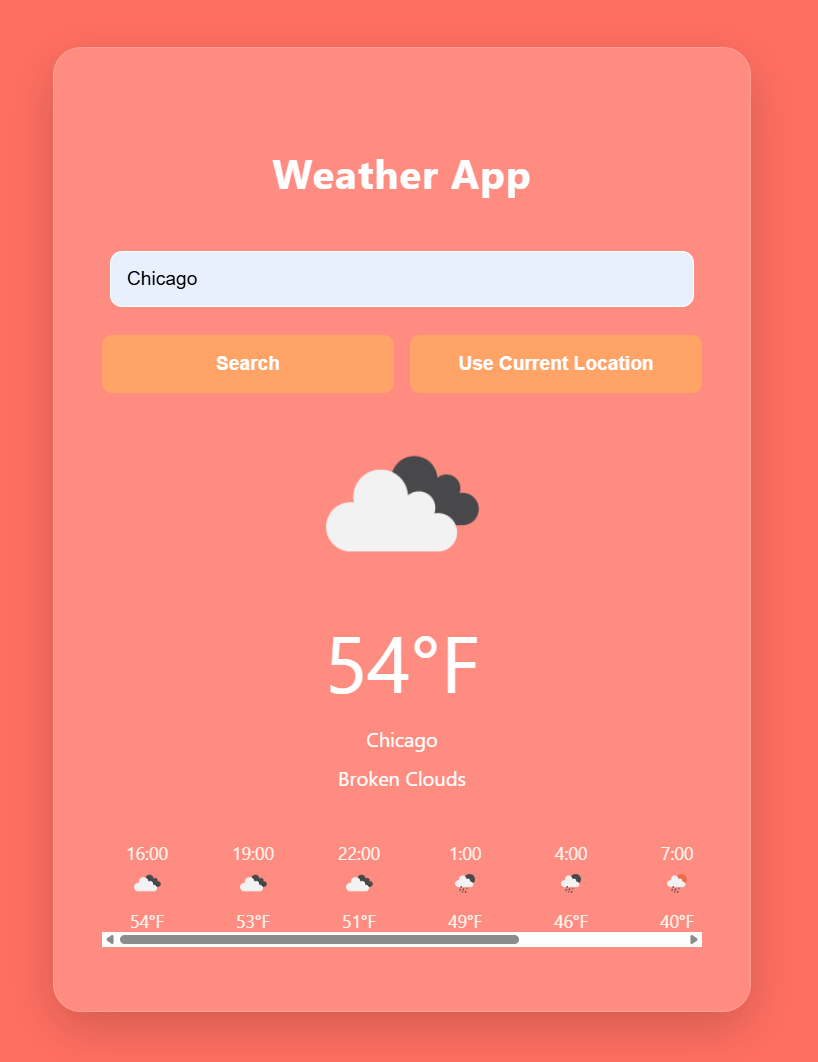 Weather App
Chicago
Search Use Current Location
54°F
Chicago
Broken Clouds
16:00 19:00 22:00 1:00 4:00 7:00
54°F 53°F 51°F 49°F 46°F 40°F